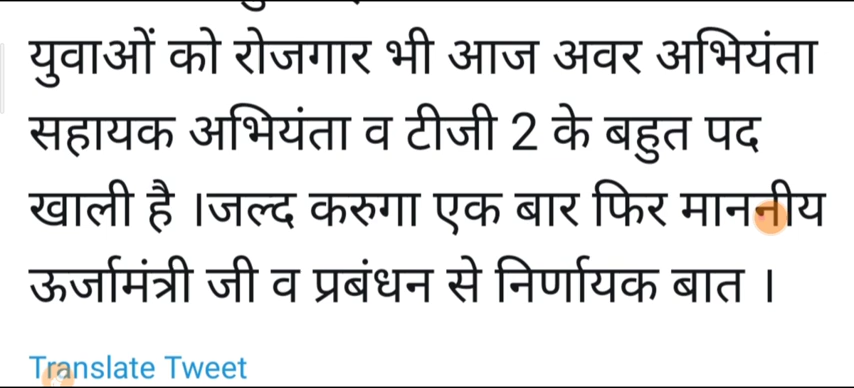 युवाओं को रोजगार भी आज अवर अभियंता
सहायक अभियंता व टीजी 2 के बहुत पद
खाली है ।जल्द करुगा एक बार फिर माननीय
ऊर्जामंत्री जी व प्रबंधन से निर्णायक बात ।
Translate Tweet